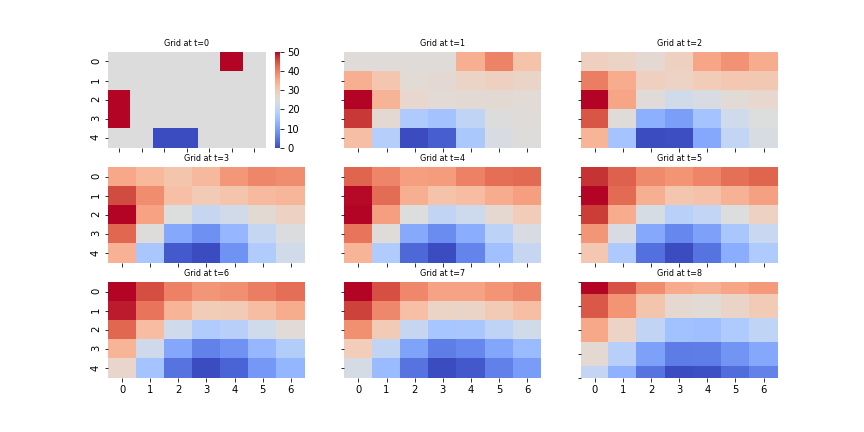 Grid at t=0
Grid at t=1
Grid at t=2
0
1
2
3
4
50
40
30
20
10
0
Grid at t=3
Grid at t=4
Grid at t=5
0
1
2
3
4
Grid at t=6
Grid at t=7
Grid at t=8
0
1
2
3
4
0 1 2 3 4 5 6
0 1 2 3 4 5 6
0 1 2 3 4 5 6